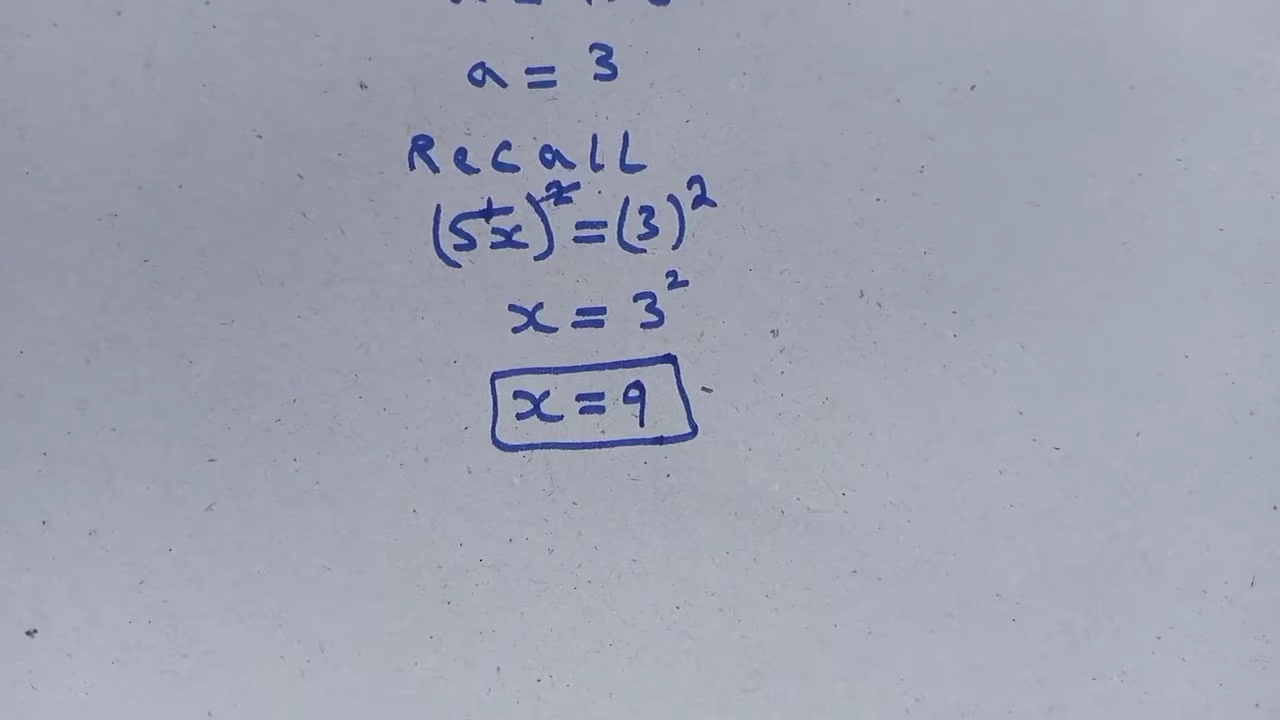 a = 3
Recall
(√x)² = (3)²
x = 3²
x = 9